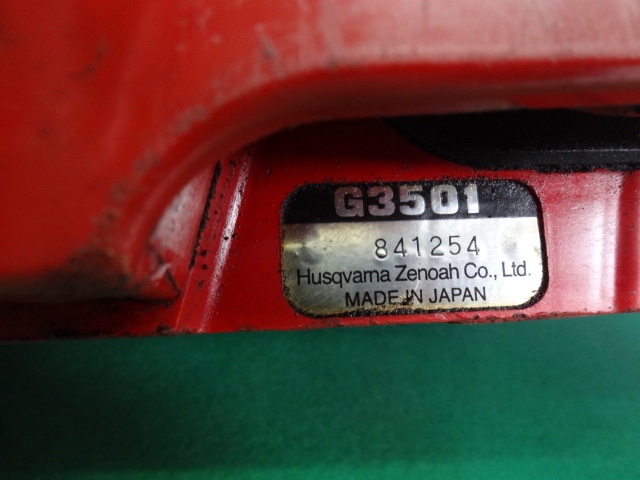 G3501
841254
Husqvarna Zenoah Co., Ltd.
MADE IN JAPAN